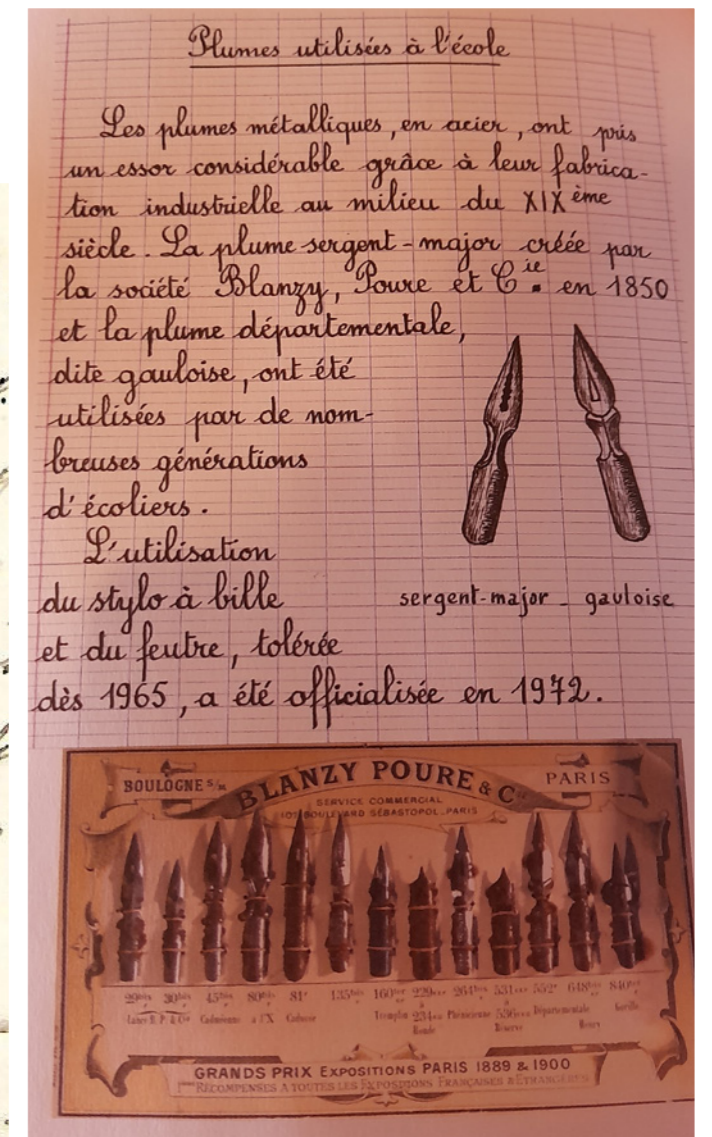 Plumes utilisées à l'école
Les plumes métalliques, en acier, ont pris
un essor considérable grâce à leur fabrica-
tion industrielle au milieu du XIXème
siècle. La plume sergent-major créée par
la société Blanzy, Poure et Cie. en 1850
et la plume départementale,
dite gauloise, ont été
utilisées par de nom-
breuses générations
d'écoliers.
L'utilisation
du stylo à bille
et du feutre, tolérée
dès 1965, a été officialisée en 1972.
sergent-major - gauloise
BOULOGNE S/M BLANZY POURE & Cie PARIS
SERVICE COMMERCIAL
107 BOULEVARD SÉBASTOPOL_PARIS
GRANDS PRIX EXPOSITIONS PARIS 1889 & 1900
RÉCOMPENSES A TOUTES LES EXPOSITIONS FRANÇAISES & ETRANGÈRES